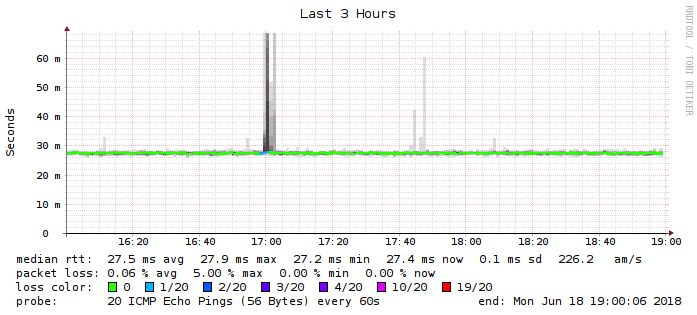 Last 3 Hours
RRDTOOL / TOBI OETIKER
Seconds
60 m
50 m
40 m
30 m
20 m
10 m
0
16:20 16:40 17:00 17:20 17:40 18:00 18:20 18:40 19:00
median rtt: 27.5 ms avg 27.9 ms max 27.2 ms min 27.4 ms now 0.1 ms sd 226.2 am/s
packet loss: 0.06 % avg 5.00 % max 0.00 % min 0.00 % now
loss color: 0 1/20 2/20 3/20 4/20 10/20 19/20
probe: 20 ICMP Echo Pings (56 Bytes) every 60s end: Mon Jun 18 19:00:06 2018